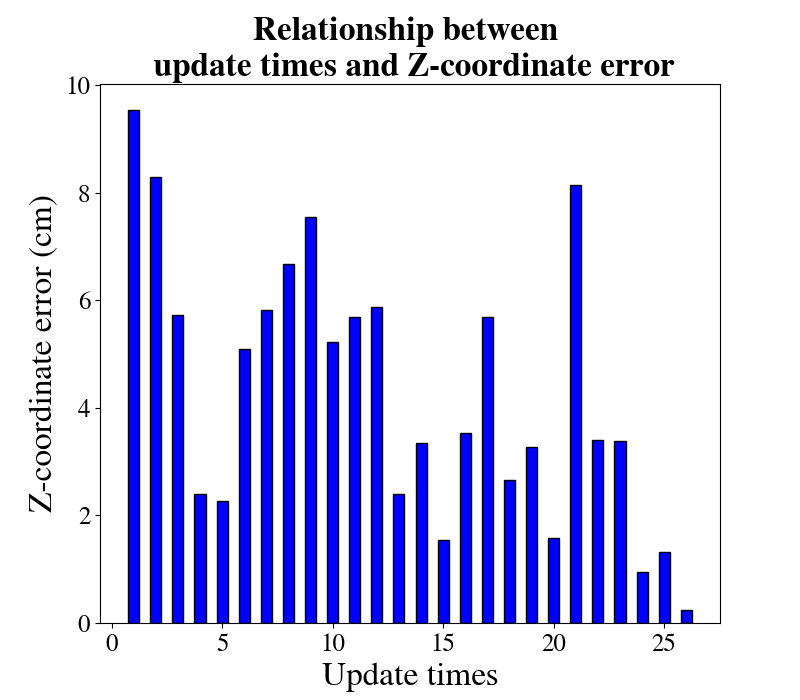 Relationship between
update times and Z-coordinate error
10
8
6
4
2
0
Z-coordinate error (cm)
0 5 10 15 20 25
Update times